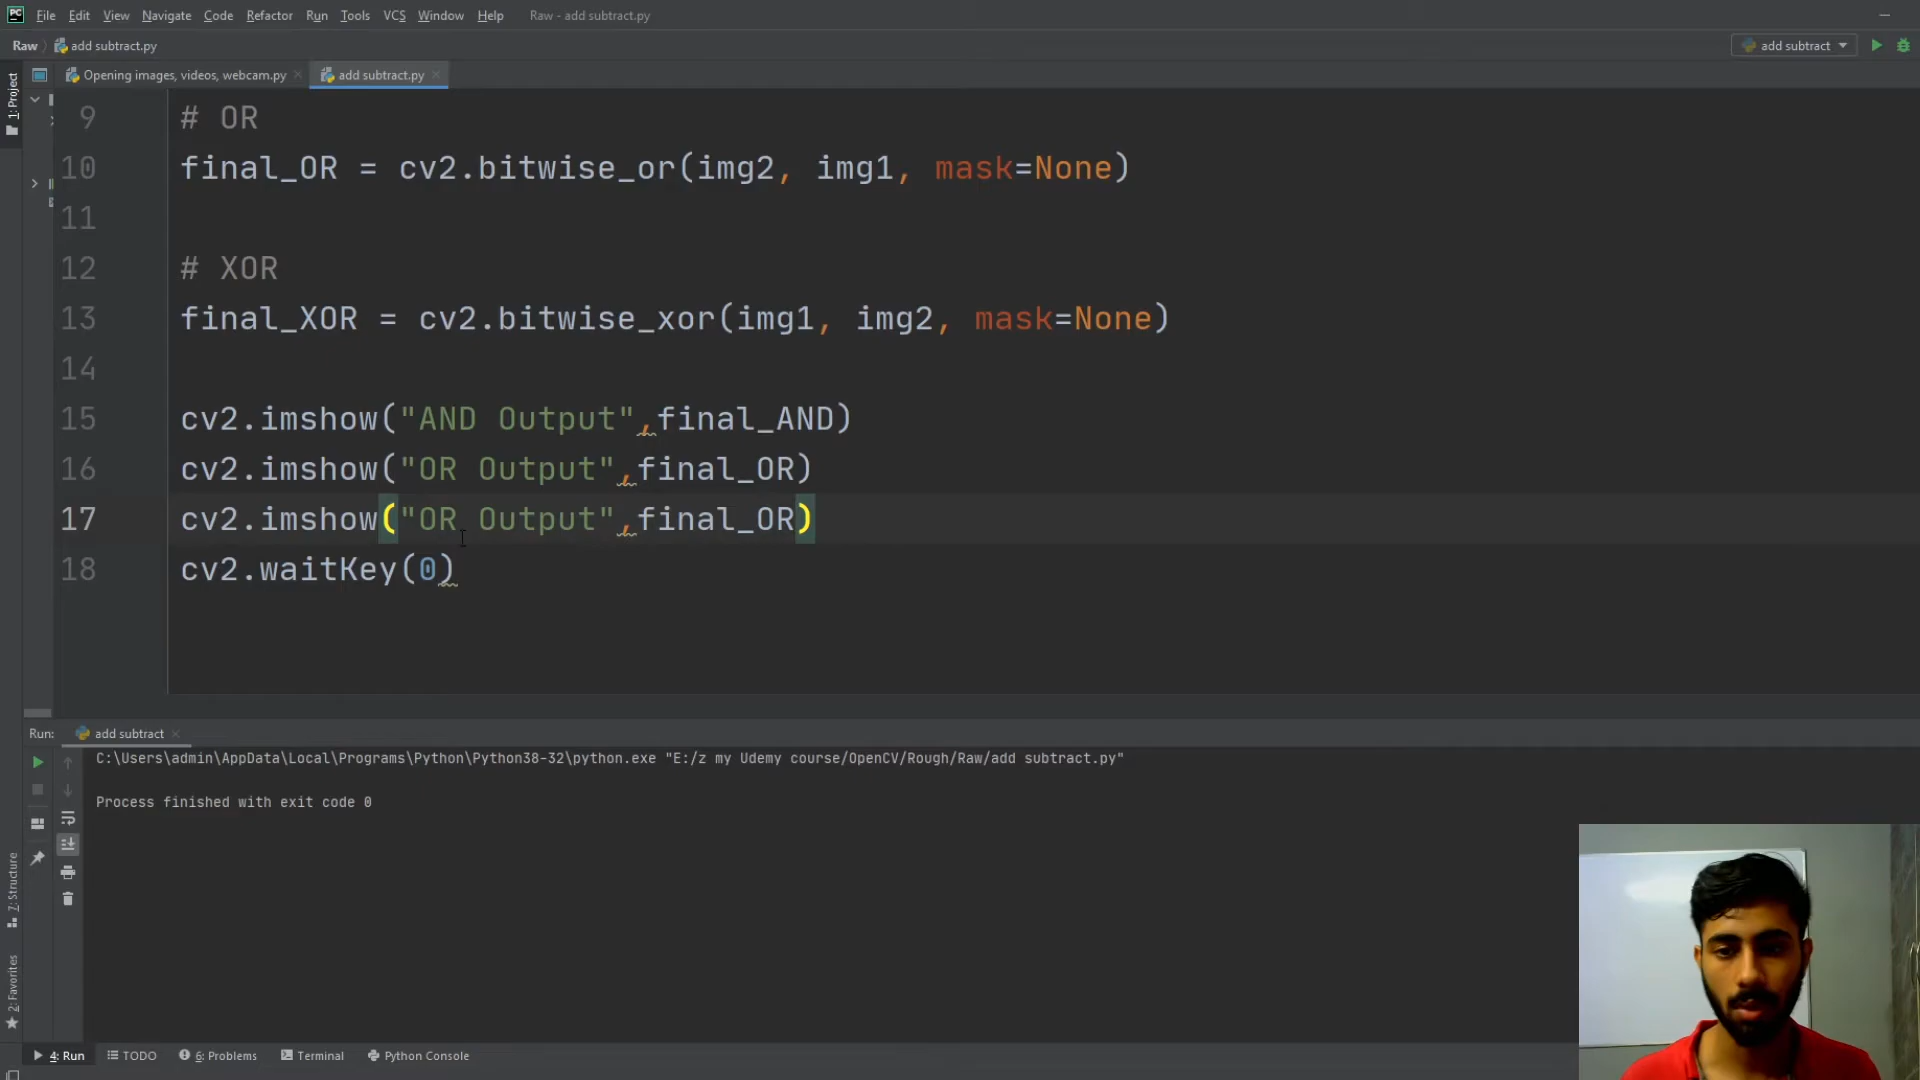 File Edit View Navigate Code Refactor Run Tools VCS Window Help Raw - add subtract.py
Raw add subtract.py add subtract
1: Project
Opening images, videos, webcam.py add subtract.py
9 # OR
10 final_OR = cv2.bitwise_or(img2, img1, mask=None)
11
12 # XOR
13 final_XOR = cv2.bitwise_xor(img1, img2, mask=None)
14
15 cv2.imshow("AND Output",final_AND)
16 cv2.imshow("OR Output",final_OR)
17 cv2.imshow("OR Output",final_OR)
18 cv2.waitKey(0)
Run: add subtract
C:\Users\admin\AppData\Local\Programs\Python\Python38-32\python.exe "E:/z my Udemy course/OpenCV/Rough/Raw/add subtract.py"
Process finished with exit code 0
7: Structure
2: Favorites
4: Run TODO 6: Problems Terminal Python Console